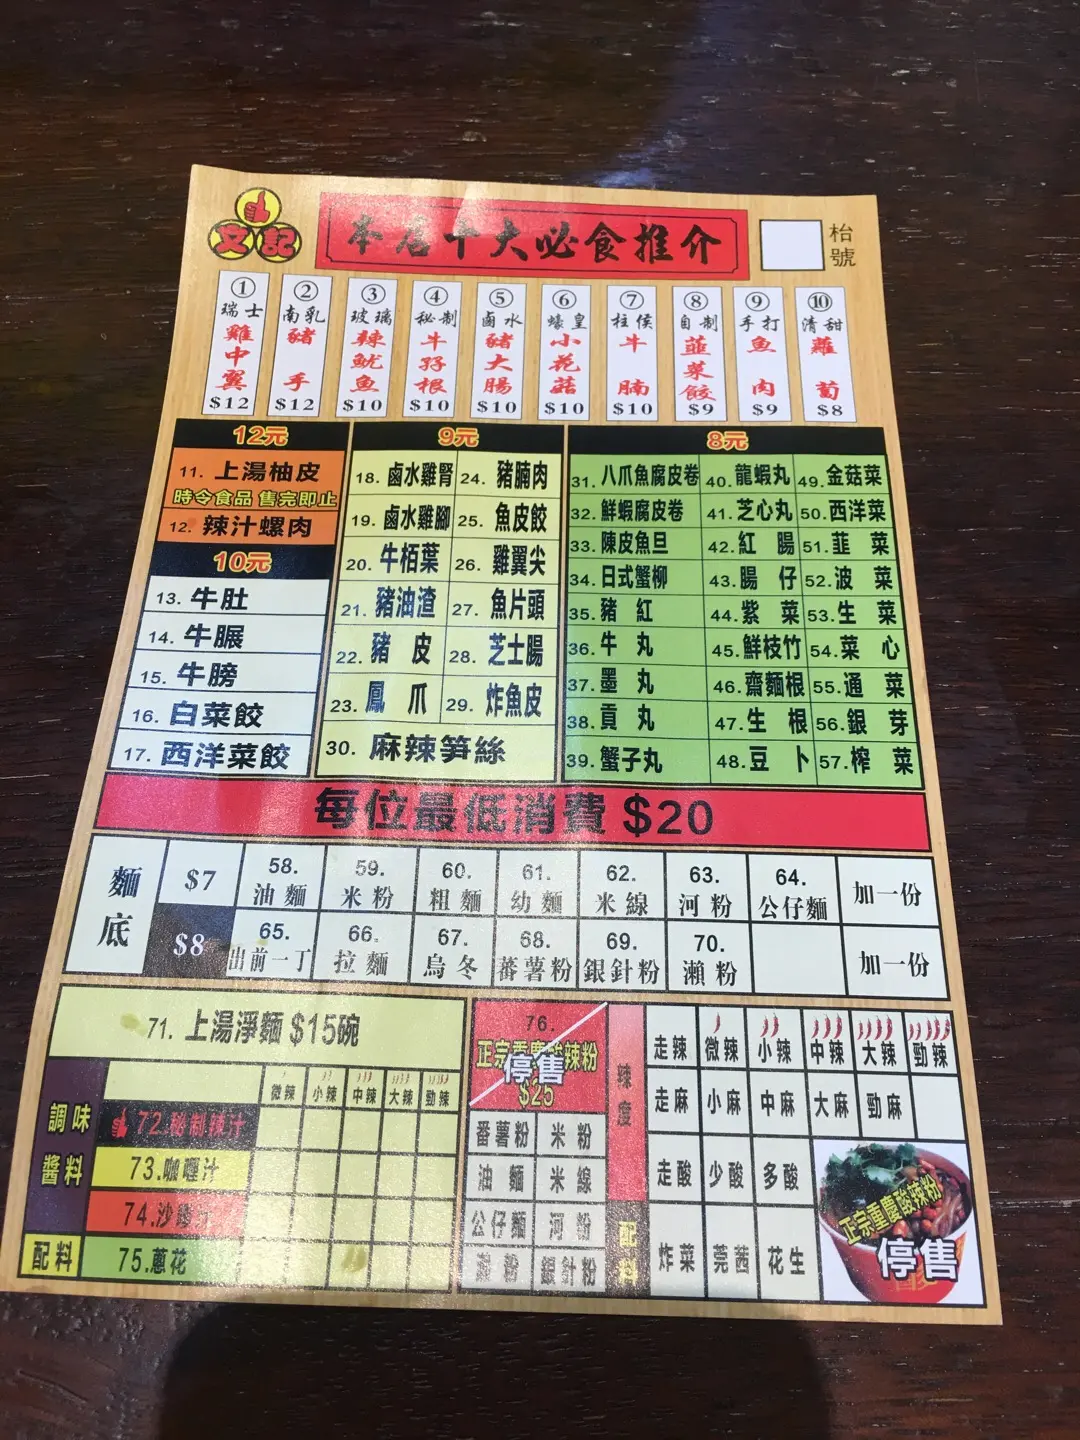 文記
本店十大必食推介
枱號
① 瑞士雞中翼 $12
② 南乳豬手 $12
③ 玻璃辣魷魚 $10
④ 秘制牛孖根 $10
⑤ 鹵水豬大腸 $10
⑥ 蠔皇小花菇 $10
⑦ 柱侯牛腩 $10
⑧ 自制韮菜餃 $9
⑨ 手打魚肉 $9
⑩ 清甜蘿蔔 $8
12元
11. 上湯柚皮
時令食品 售完即止
12. 辣汁螺肉
10元
13. 牛肚
14. 牛𦟌
15. 牛膀
16. 白菜餃
17. 西洋菜餃
9元
18. 鹵水雞腎
19. 鹵水雞腳
20. 牛栢葉
21. 豬油渣
22. 豬皮
23. 鳳爪
24. 豬腩肉
25. 魚皮餃
26. 雞翼尖
27. 魚片頭
28. 芝士腸
29. 炸魚皮
30. 麻辣笋絲
8元
31. 八爪魚腐皮卷
32. 鮮蝦腐皮卷
33. 陳皮魚旦
34. 日式蟹柳
35. 豬紅
36. 牛丸
37. 墨丸
38. 貢丸
39. 蟹子丸
40. 龍蝦丸
41. 芝心丸
42. 紅腸
43. 腸仔
44. 紫菜
45. 鮮枝竹
46. 齋麵根
47. 生根
48. 豆卜
49. 金菇菜
50. 西洋菜
51. 韮菜
52. 波菜
53. 生菜
54. 菜心
55. 通菜
56. 銀芽
57. 榨菜
每位最低消費 $20
麵底
$7
58. 油麵
59. 米粉
60. 粗麵
61. 幼麵
62. 米線
63. 河粉
64. 公仔麵
加一份
$8
65. 出前一丁
66. 拉麵
67. 烏冬
68. 蕃薯粉
69. 銀針粉
70. 瀨粉
加一份
71. 上湯淨麵 $15碗
調味醬料
微辣 小辣 中辣 大辣 勁辣
72.秘制辣汁
73.咖喱汁
74.沙嗲汁
配料
75.蔥花
76.
正宗重慶酸辣粉
停售
$25
番薯粉 米粉
油麵 米線
公仔麵 河粉
銀針粉
辣度
走辣 微辣 小辣 中辣 大辣 勁辣
走麻 小麻 中麻 大麻 勁麻
走酸 少酸 多酸
配料
炸菜 莞茜 花生
正宗重慶酸辣粉
停售